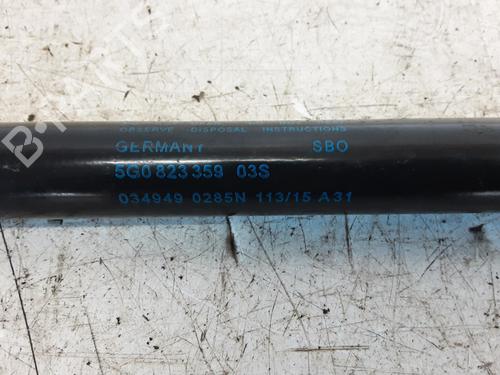 OBSERVE DISPOSAL INSTRUCTIONS
GERMANY SBO
5G0 823 359 03S
034949 0285N 113/15 A31